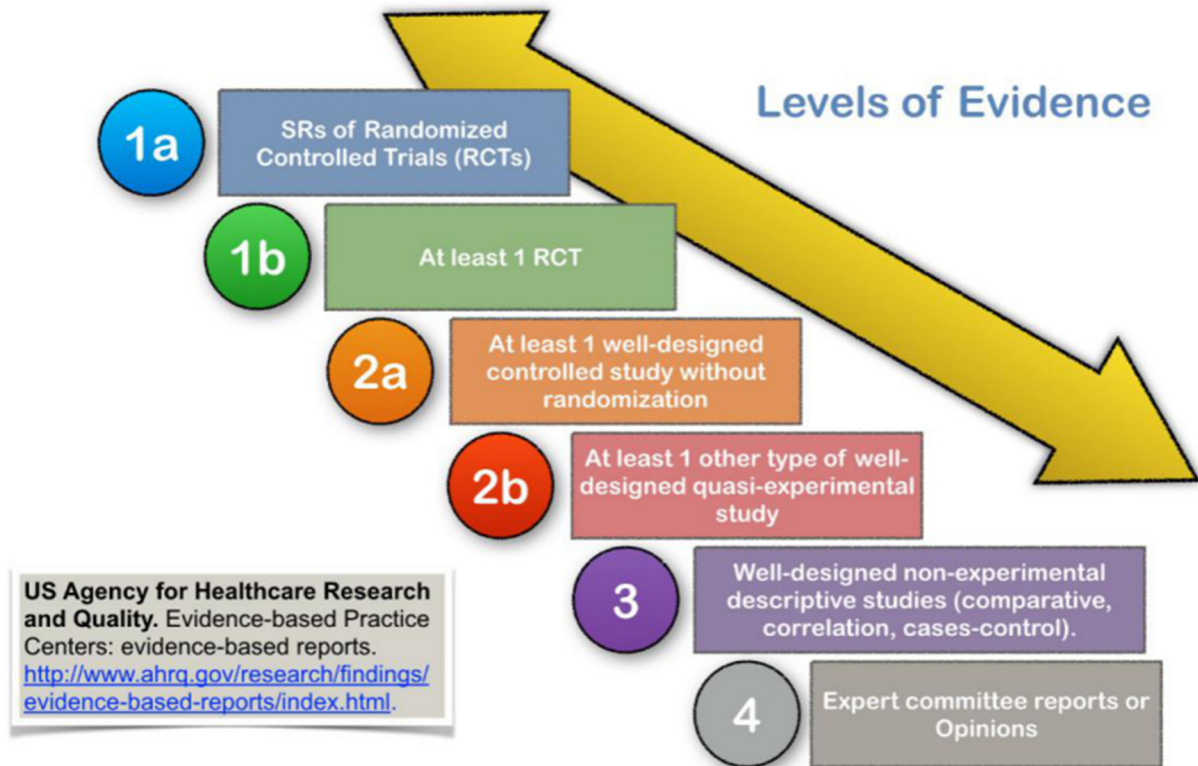 Levels of Evidence
1a
SRs of Randomized
Controlled Trials (RCTs)
1b
At least 1 RCT
2a
At least 1 well-designed
controlled study without
randomization
2b
At least 1 other type of well-
designed quasi-experimental
study
3
Well-designed non-experimental
descriptive studies (comparative,
correlation, cases-control).
4
Expert committee reports or
Opinions
US Agency for Healthcare Research
and Quality. Evidence-based Practice
Centers: evidence-based reports.
http://www.ahrq.gov/research/findings/
evidence-based-reports/index.html.